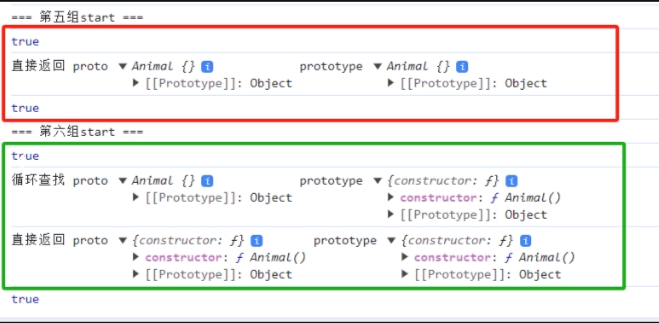 === 第五组start ===
true
直接返回 proto ▼ Animal {} i prototype ▼ Animal {} i
▶ [[Prototype]]: Object ▶ [[Prototype]]: Object
true
=== 第六组start ===
true
循环查找 proto ▼ Animal {} i prototype ▼ {constructor: ƒ} i
▶ [[Prototype]]: Object ▶ constructor: ƒ Animal()
▶ [[Prototype]]: Object
直接返回 proto ▼ {constructor: ƒ} i prototype ▼ {constructor: ƒ} i
▶ constructor: ƒ Animal() ▶ constructor: ƒ Animal()
▶ [[Prototype]]: Object ▶ [[Prototype]]: Object
true